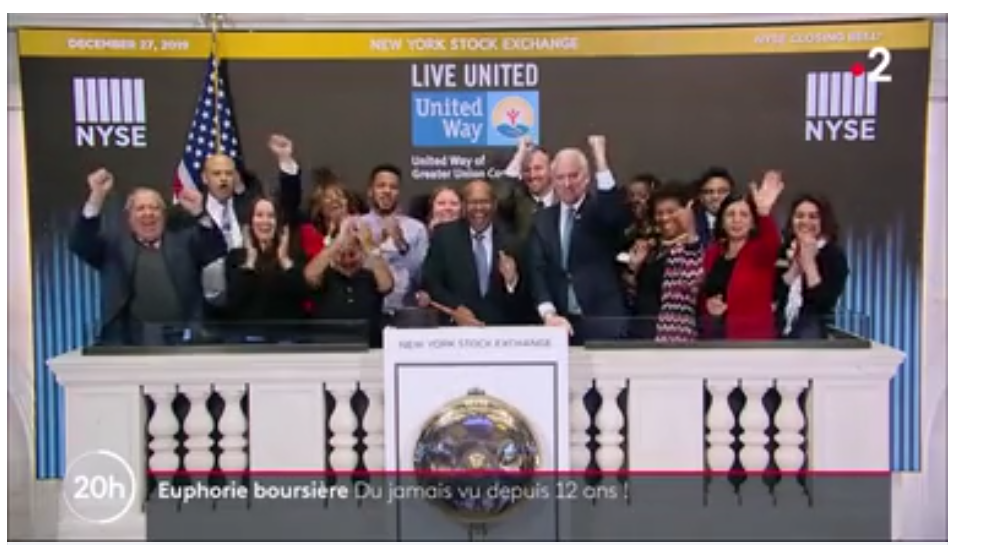 DECEMBER 27, 2019
NEW YORK STOCK EXCHANGE
NYSE CLOSING BELL®
2
LIVE UNITED
NYSE
United
Way
NYSE
United Way of
Greater Union
NEW YORK STOCK EXCHANGE
20h
Euphorie boursière Du jamais vu depuis 12 ans !